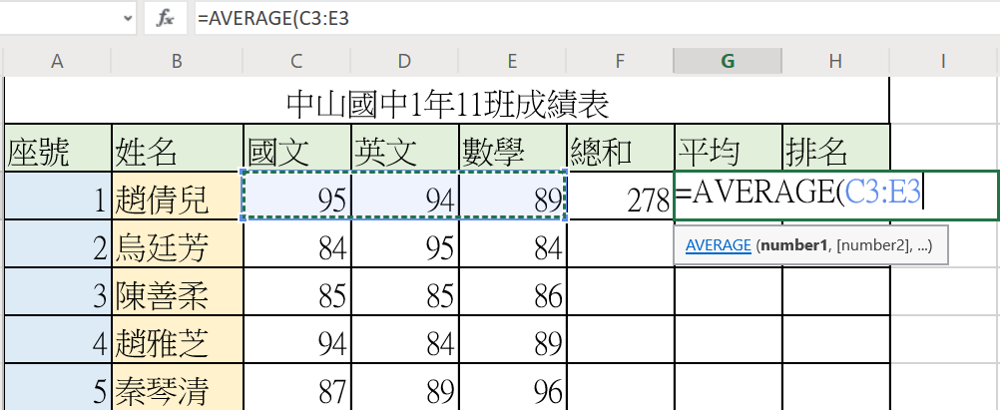 =AVERAGE(C3:E3
A B C D E F G H I
中山國中1年11班成績表
座號 姓名 國文 英文 數學 總和 平均 排名
1 趙倩兒 95 94 89 278 =AVERAGE(C3:E3
2 烏廷芳 84 95 84
AVERAGE (number1, [number2], ...)
3 陳善柔 85 85 86
4 趙雅芝 94 84 89
5 秦琴清 87 89 96